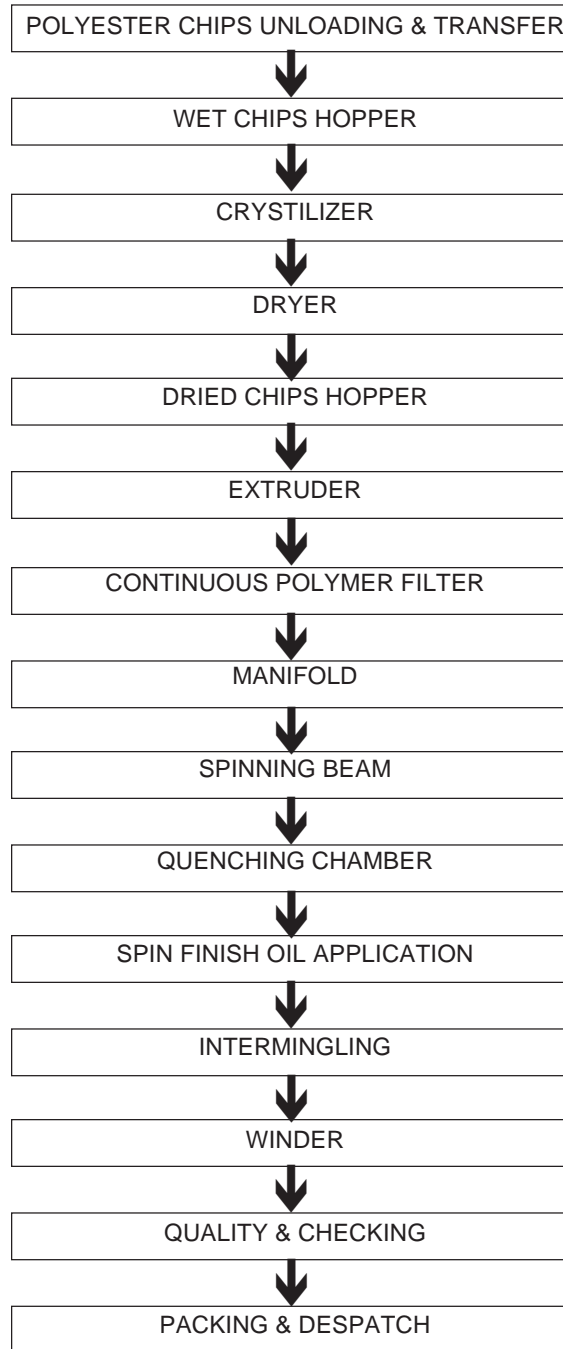 POLYESTER CHIPS UNLOADING & TRANSFER
WET CHIPS HOPPER
CRYSTILIZER
DRYER
DRIED CHIPS HOPPER
EXTRUDER
CONTINUOUS POLYMER FILTER
MANIFOLD
SPINNING BEAM
QUENCHING CHAMBER
SPIN FINISH OIL APPLICATION
INTERMINGLING
WINDER
QUALITY & CHECKING
PACKING & DESPATCH